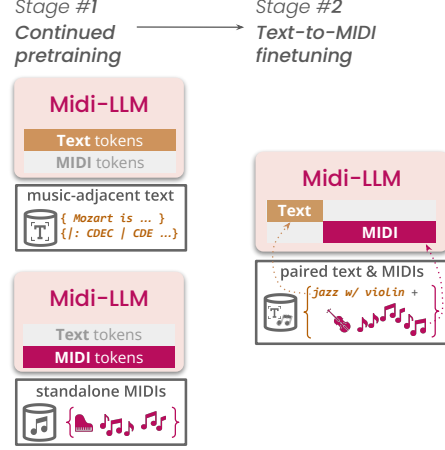 Stage #1
Continued
pretraining
Stage #2
Text-to-MIDI
finetuning
Midi-LLM
Text tokens
MIDI tokens
music-adjacent text
T
{ Mozart is ... }
{|: CDEC | CDE ...}
Midi-LLM
Text tokens
MIDI tokens
standalone MIDIs
Midi-LLM
Text
MIDI
paired text & MIDIs
T
jazz w/ violin +